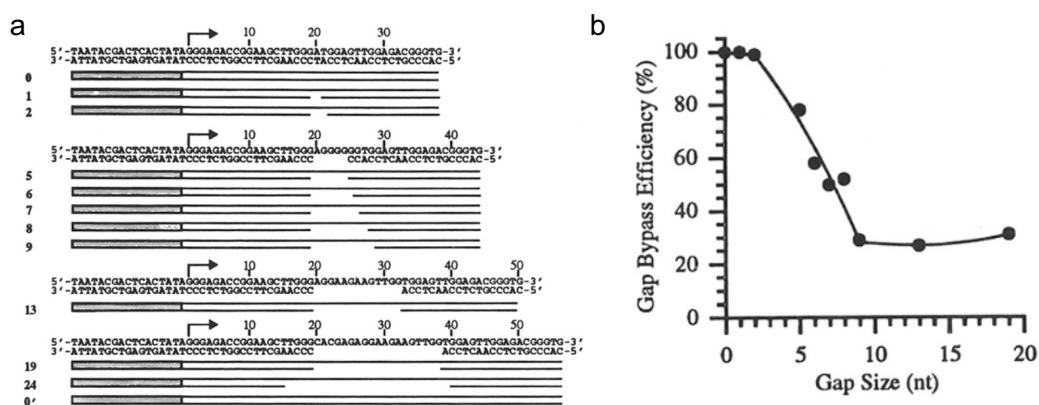 a
10 20 30
5'-TAATACGACTCACTATAGGGAGACCGGAAGCTTGGGATGGAGTTGGAGACGGGTG-3'
3'-ATTATGCTGAGTGATATCCCTCTGGCCTTCGAACCCTACCTCAACCTCTGCCCAC-5'
0
1
2
10 20 30 40
5'-TAATACGACTCACTATAGGGAGACCGGAAGCTTGGGAGGGGGGTGGAGTTGGAGACGGGTG-3'
3'-ATTATGCTGAGTGATATCCCTCTGGCCTTCGAACCC CCACCTCAACCTCTGCCCAC-5'
5
6
7
8
9
10 20 30 40 50
5'-TAATACGACTCACTATAGGGAGACCGGAAGCTTGGGAGGAAGAAGTTGGTGGAGTTGGAGACGGGTG-3'
3'-ATTATGCTGAGTGATATCCCTCTGGCCTTCGAACCC ACCTCAACCTCTGCCCAC-5'
13
10 20 30 40 50
5'-TAATACGACTCACTATAGGGAGACCGGAAGCTTGGGCACGAGAGGAAGAAGTTGGTGGAGTTGGAGACGGGTG-3'
3'-ATTATGCTGAGTGATATCCCTCTGGCCTTCGAACCC ACCTCAACCTCTGCCCAC-5'
19
24
0'
b
Gap Bypass Efficiency (%)
100
80
60
40
20
0
0 5 10 15 20
Gap Size (nt)